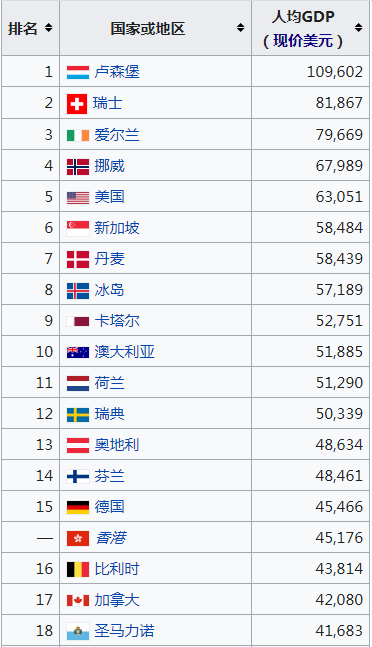 排名 国家或地区 人均GDP
（现价美元）
1 卢森堡 109,602
2 瑞士 81,867
3 爱尔兰 79,669
4 挪威 67,989
5 美国 63,051
6 新加坡 58,484
7 丹麦 58,439
8 冰岛 57,189
9 卡塔尔 52,751
10 澳大利亚 51,885
11 荷兰 51,290
12 瑞典 50,339
13 奥地利 48,634
14 芬兰 48,461
15 德国 45,466
— 香港 45,176
16 比利时 43,814
17 加拿大 42,080
18 圣马力诺 41,683